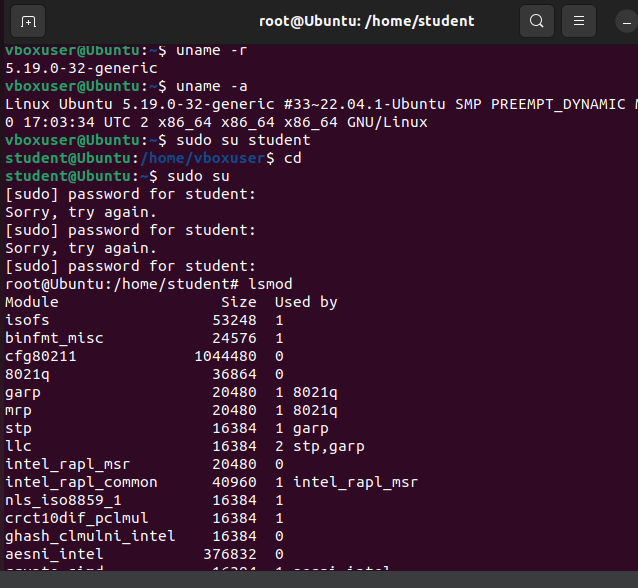 root@Ubuntu: /home/student
vboxuser@Ubuntu:~$ uname -r
5.19.0-32-generic
vboxuser@Ubuntu:~$ uname -a
Linux Ubuntu 5.19.0-32-generic #33~22.04.1-Ubuntu SMP PREEMPT_DYNAMIC M
0 17:03:34 UTC 2 x86_64 x86_64 x86_64 GNU/Linux
vboxuser@Ubuntu:~$ sudo su student
student@Ubuntu:/home/vboxuser$ cd
student@Ubuntu:~$ sudo su
[sudo] password for student:
Sorry, try again.
[sudo] password for student:
Sorry, try again.
[sudo] password for student:
root@Ubuntu:/home/student# lsmod
Module                  Size  Used by
isofs                  53248  1
binfmt_misc            24576  1
cfg80211             1044480  0
8021q                  36864  0
garp                   20480  1 8021q
mrp                    20480  1 8021q
stp                    16384  1 garp
llc                    16384  2 stp,garp
intel_rapl_msr         20480  0
intel_rapl_common      40960  1 intel_rapl_msr
nls_iso8859_1          16384  1
crct10dif_pclmul       16384  1
ghash_clmulni_intel    16384  0
aesni_intel           376832  0